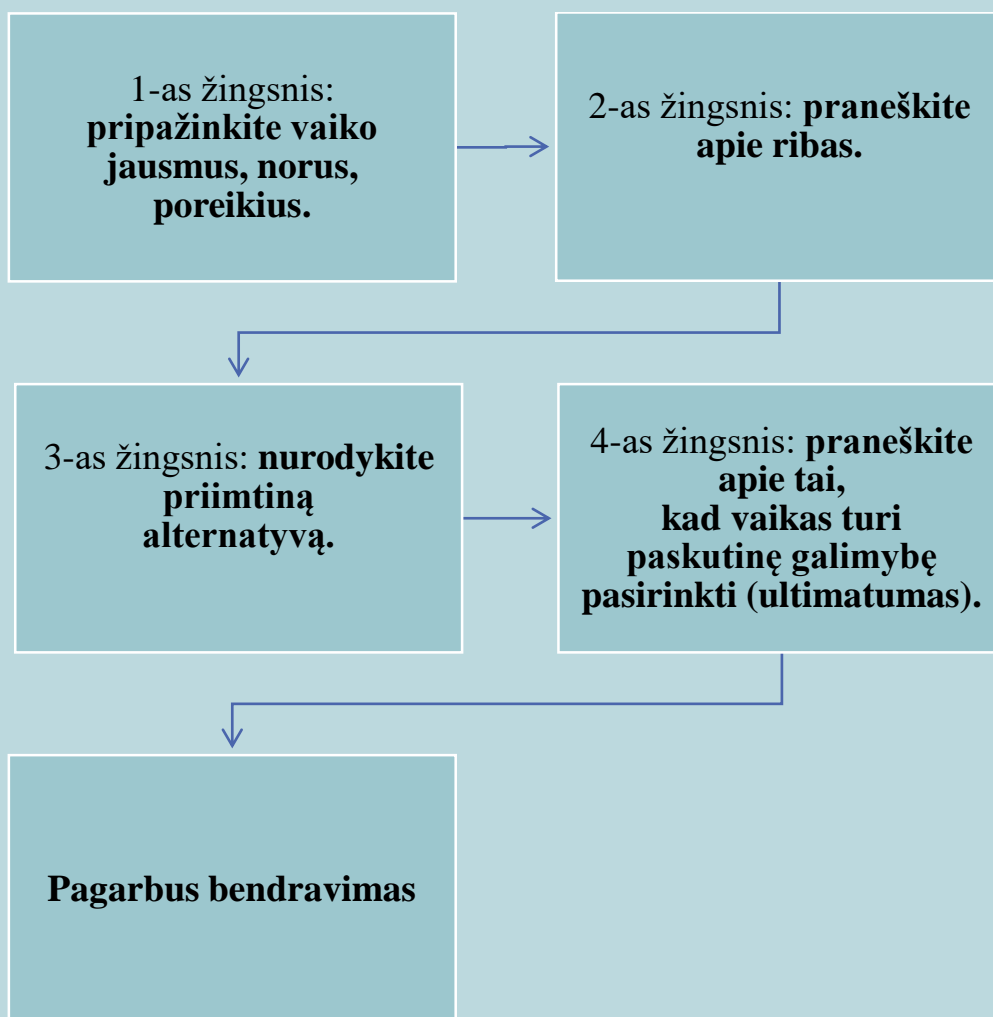 1-as žingsnis:
pripažinkite vaiko
jausmus, norus,
poreikius.
2-as žingsnis: praneškite
apie ribas.
3-as žingsnis: nurodykite
priimtiną
alternatyvą.
4-as žingsnis: praneškite
apie tai,
kad vaikas turi
paskutinę galimybę
pasirinkti (ultimatumas).
Pagarbus bendravimas